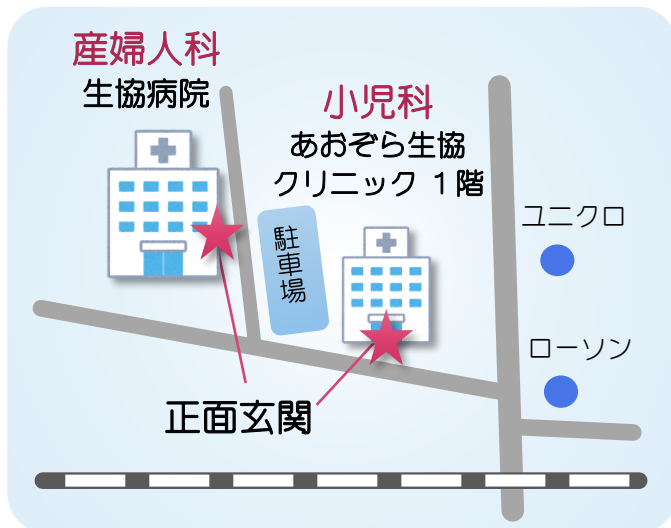 産婦人科
生協病院
小児科
あおぞら生協
クリニック 1階
駐車場
ユニクロ
ローソン
正面玄関